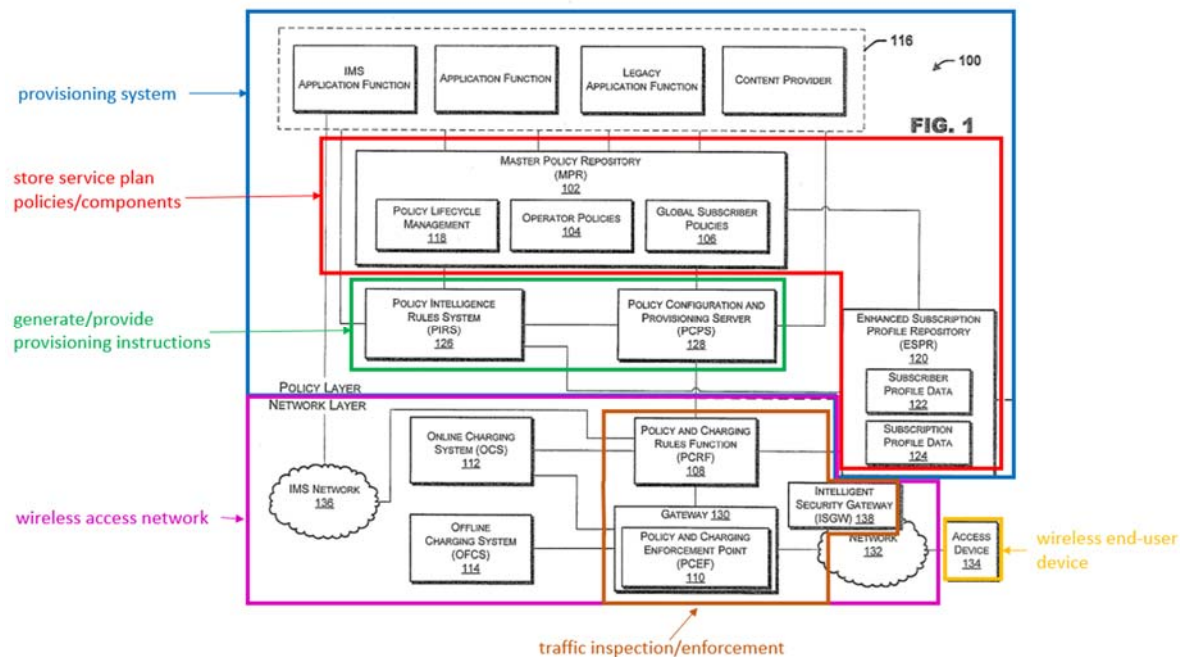 116
100
IMS
APPLICATION FUNCTION
APPLICATION FUNCTION
LEGACY
APPLICATION FUNCTION
CONTENT PROVIDER
provisioning system
FIG. 1
MASTER POLICY REPOSITORY
(MPR)
102
store service plan
policies/components
POLICY LIFECYCLE
MANAGEMENT
118
OPERATOR POLICIES
104
GLOBAL SUBSCRIBER
POLICIES
106
generate/provide
provisioning instructions
POLICY INTELLIGENCE
RULES SYSTEM
(PIRS)
126
POLICY CONFIGURATION AND
PROVISIONING SERVER
(PCPS)
128
ENHANCED SUBSCRIPTION
PROFILE REPOSITORY
(ESPR)
120
SUBSCRIBER
PROFILE DATA
122
SUBSCRIPTION
PROFILE DATA
124
POLICY LAYER
NETWORK LAYER
ONLINE CHARGING
SYSTEM (OCS)
112
POLICY AND CHARGING
RULES FUNCTION
(PCRF)
108
IMS NETWORK
136
wireless access network
OFFLINE
CHARGING SYSTEM
(OFCS)
114
GATEWAY 130
POLICY AND CHARGING
ENFORCEMENT POINT
(PCEF)
110
INTELLIGENT
SECURITY GATEWAY
(ISGW) 138
NETWORK
132
ACCESS
DEVICE
134
wireless end-user
device
traffic inspection/enforcement